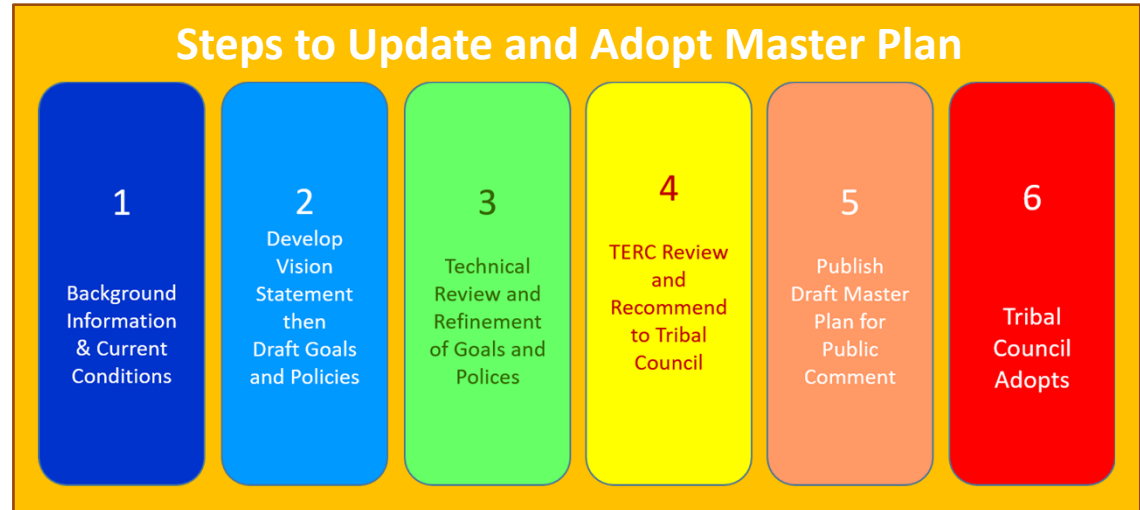 Steps to Update and Adopt Master Plan
1
Background
Information
& Current
Conditions
2
Develop
Vision
Statement
then
Draft Goals
and Policies
3
Technical
Review and
Refinement
of Goals and
Polices
4
TERC Review
and
Recommend
to Tribal
Council
5
Publish
Draft Master
Plan for
Public
Comment
6
Tribal
Council
Adopts